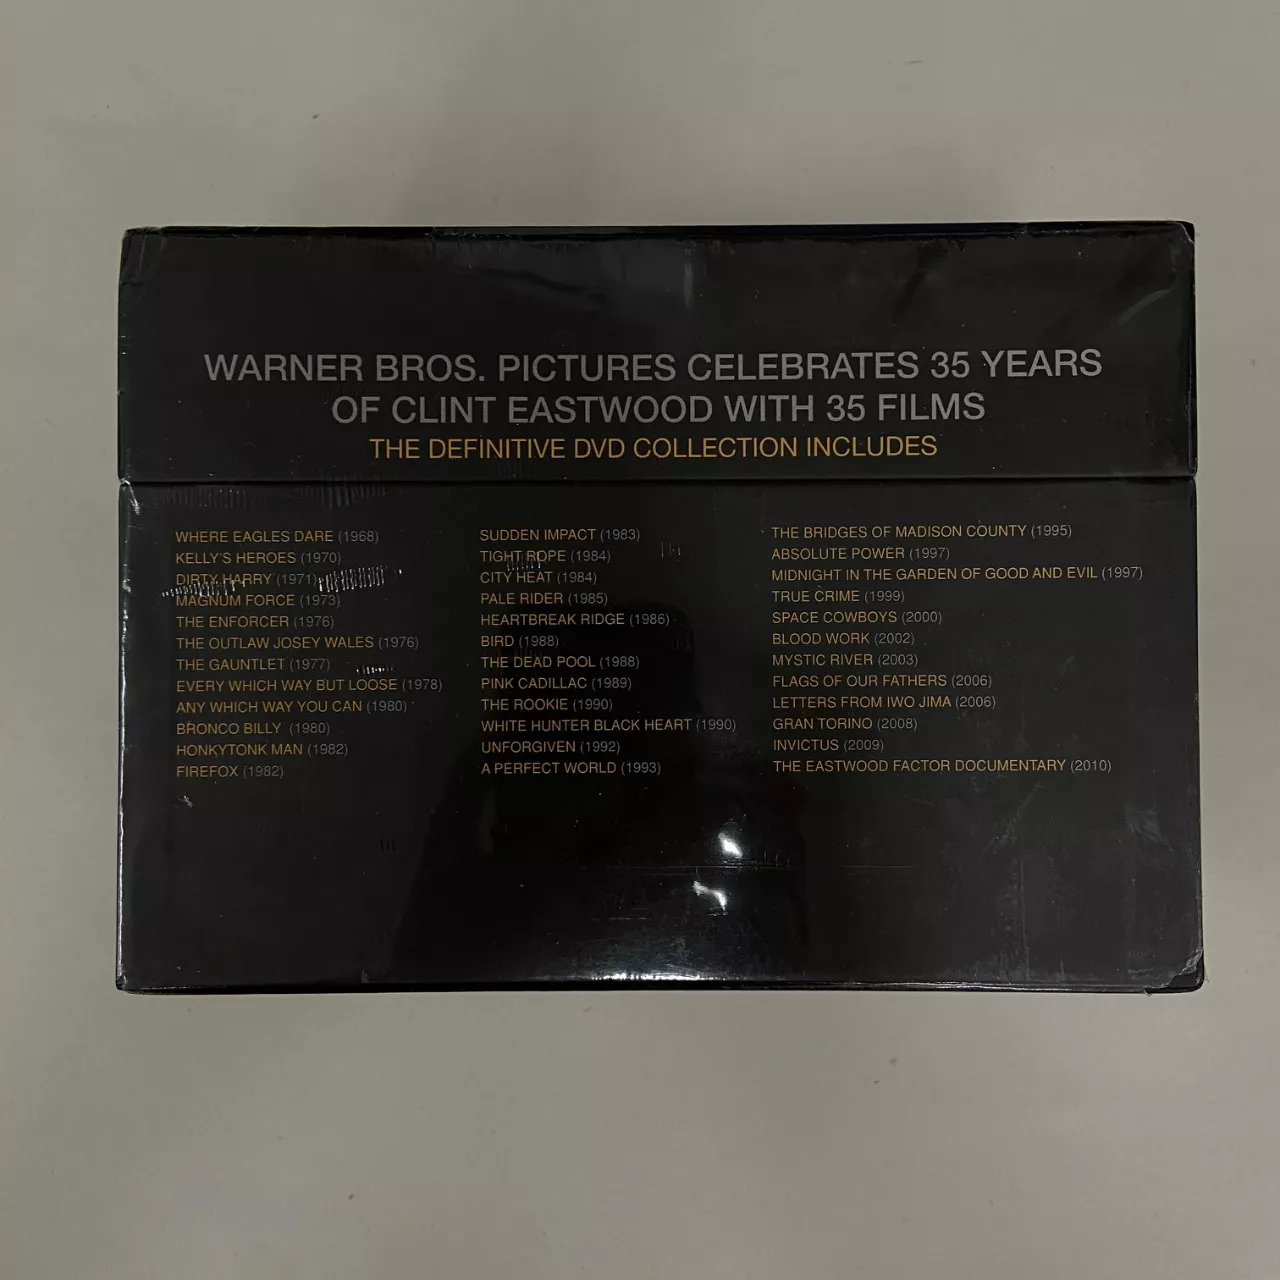 WARNER BROS. PICTURES CELEBRATES 35 YEARS
OF CLINT EASTWOOD WITH 35 FILMS
THE DEFINITIVE DVD COLLECTION INCLUDES
WHERE EAGLES DARE (1968)
KELLY'S HEROES (1970)
DIRTY HARRY (1971)
MAGNUM FORCE (1973)
THE ENFORCER (1976)
THE OUTLAW JOSEY WALES (1976)
THE GAUNTLET (1977)
EVERY WHICH WAY BUT LOOSE (1978)
ANY WHICH WAY YOU CAN (1980)
BRONCO BILLY (1980)
HONKYTONK MAN (1982)
FIREFOX (1982)
SUDDEN IMPACT (1983)
TIGHT ROPE (1984)
CITY HEAT (1984)
PALE RIDER (1985)
HEARTBREAK RIDGE (1986)
BIRD (1988)
THE DEAD POOL (1988)
PINK CADILLAC (1989)
THE ROOKIE (1990)
WHITE HUNTER BLACK HEART (1990)
UNFORGIVEN (1992)
A PERFECT WORLD (1993)
THE BRIDGES OF MADISON COUNTY (1995)
ABSOLUTE POWER (1997)
MIDNIGHT IN THE GARDEN OF GOOD AND EVIL (1997)
TRUE CRIME (1999)
SPACE COWBOYS (2000)
BLOOD WORK (2002)
MYSTIC RIVER (2003)
FLAGS OF OUR FATHERS (2006)
LETTERS FROM IWO JIMA (2006)
GRAN TORINO (2008)
INVICTUS (2009)
THE EASTWOOD FACTOR DOCUMENTARY (2010)